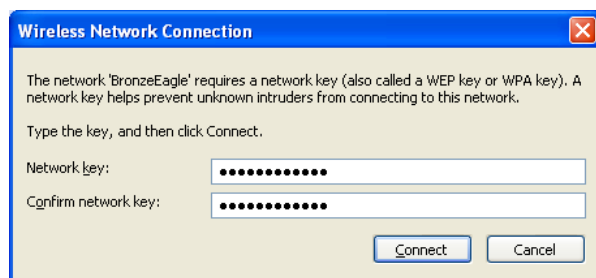 Wireless Network Connection
The network 'BronzeEagle' requires a network key (also called a WEP key or WPA key). A
network key helps prevent unknown intruders from connecting to this network.
Type the key, and then click Connect.
Network key: ●●●●●●●●●●●●
Confirm network key: ●●●●●●●●●●●●
Connect Cancel